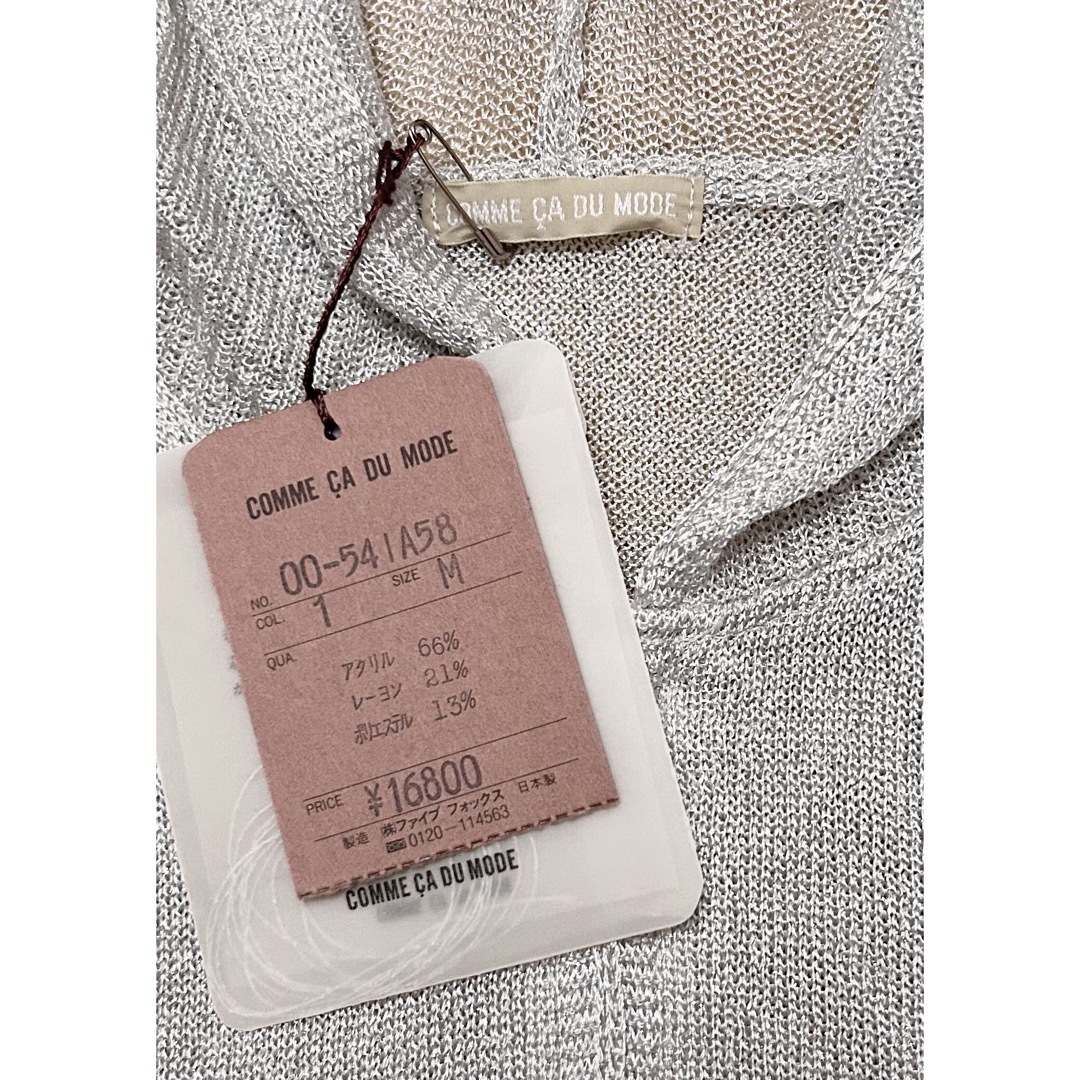 COMME ÇA DU MODE
COMME ÇA DU MODE
NO. 00-541A58
COL. 1 SIZE M
QUA.
アクリル 66%
レーヨン 21%
ポリエステル 13%
PRICE ¥16800
製造 ㈱ファイブ フォックス 日本製
0120-114563
COMME ÇA DU MODE